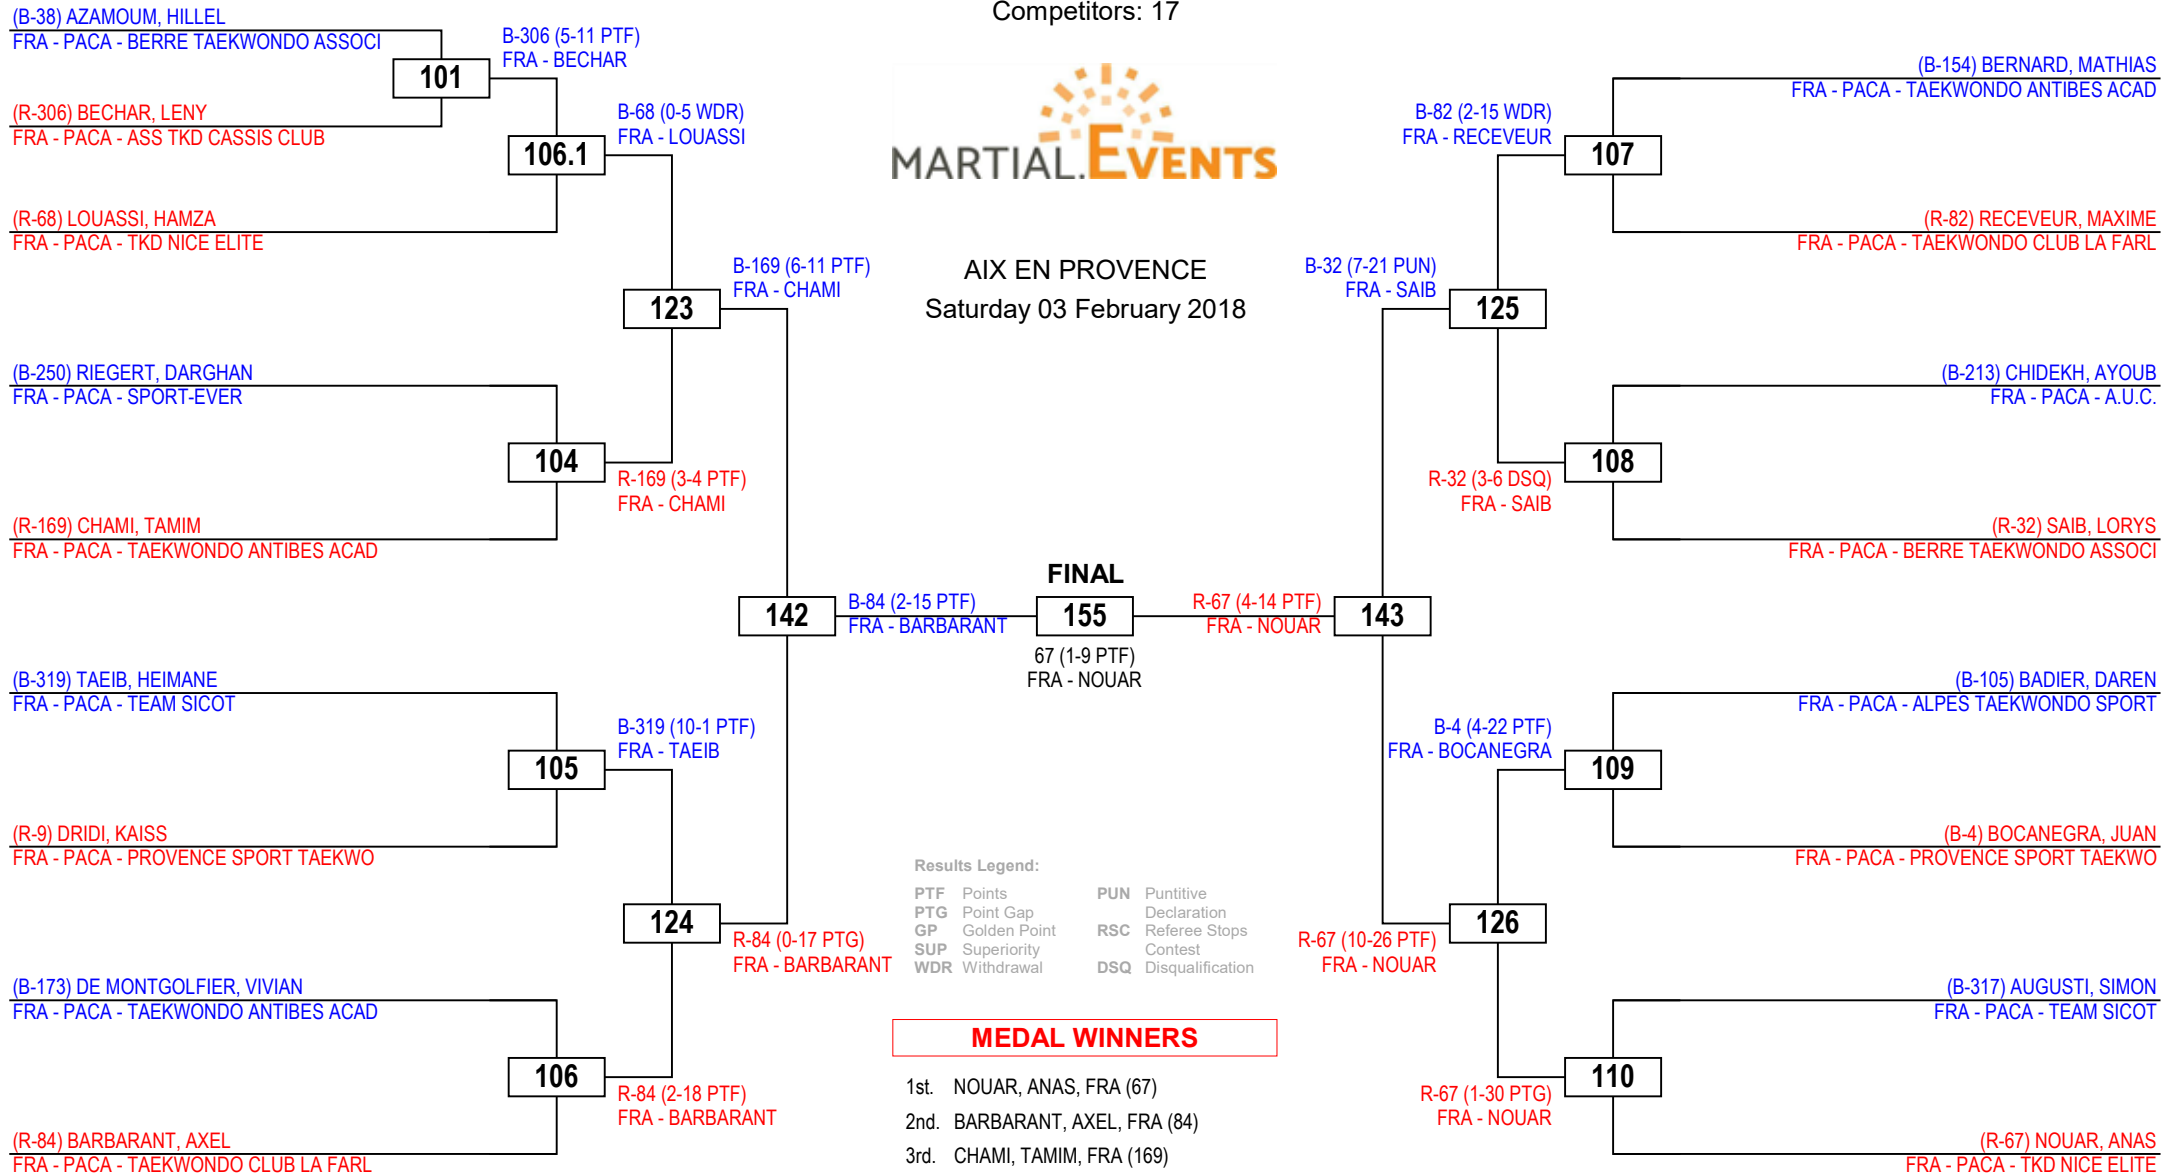 Competitors: 17
MARTIAL.EVENTS
AIX EN PROVENCE
Saturday 03 February 2018
(B-38) AZAMOUM, HILLEL
FRA - PACA - BERRE TAEKWONDO ASSOCI
101
(R-306) BECHAR, LENY
FRA - PACA - ASS TKD CASSIS CLUB
B-306 (5-11 PTF)
FRA - BECHAR
106.1
(R-68) LOUASSI, HAMZA
FRA - PACA - TKD NICE ELITE
B-68 (0-5 WDR)
FRA - LOUASSI
123
(B-250) RIEGERT, DARGHAN
FRA - PACA - SPORT-EVER
104
(R-169) CHAMI, TAMIM
FRA - PACA - TAEKWONDO ANTIBES ACAD
R-169 (3-4 PTF)
FRA - CHAMI
B-169 (6-11 PTF)
FRA - CHAMI
142
(B-319) TAEIB, HEIMANE
FRA - PACA - TEAM SICOT
105
(R-9) DRIDI, KAISS
FRA - PACA - PROVENCE SPORT TAEKWO
B-319 (10-1 PTF)
FRA - TAEIB
124
(B-173) DE MONTGOLFIER, VIVIAN
FRA - PACA - TAEKWONDO ANTIBES ACAD
106
(R-84) BARBARANT, AXEL
FRA - PACA - TAEKWONDO CLUB LA FARL
R-84 (2-18 PTF)
FRA - BARBARANT
R-84 (0-17 PTG)
FRA - BARBARANT
B-84 (2-15 PTF)
FRA - BARBARANT
FINAL
155
67 (1-9 PTF)
FRA - NOUAR
R-67 (4-14 PTF)
FRA - NOUAR
143
(B-154) BERNARD, MATHIAS
FRA - PACA - TAEKWONDO ANTIBES ACAD
107
(R-82) RECEVEUR, MAXIME
FRA - PACA - TAEKWONDO CLUB LA FARL
B-82 (2-15 WDR)
FRA - RECEVEUR
B-32 (7-21 PUN)
FRA - SAIB
125
(B-213) CHIDEKH, AYOUB
FRA - PACA - A.U.C.
108
(R-32) SAIB, LORYS
FRA - PACA - BERRE TAEKWONDO ASSOCI
R-32 (3-6 DSQ)
FRA - SAIB
(B-105) BADIER, DAREN
FRA - PACA - ALPES TAEKWONDO SPORT
109
(B-4) BOCANEGRA, JUAN
FRA - PACA - PROVENCE SPORT TAEKWO
B-4 (4-22 PTF)
FRA - BOCANEGRA
126
R-67 (10-26 PTF)
FRA - NOUAR
(B-317) AUGUSTI, SIMON
FRA - PACA - TEAM SICOT
110
(R-67) NOUAR, ANAS
FRA - PACA - TKD NICE ELITE
R-67 (1-30 PTG)
FRA - NOUAR
Results Legend:
PTF Points
PTG Point Gap
GP Golden Point
SUP Superiority
WDR Withdrawal
PUN Puntitive
Declaration
RSC Referee Stops
Contest
DSQ Disqualification
MEDAL WINNERS
1st. NOUAR, ANAS, FRA (67)
2nd. BARBARANT, AXEL, FRA (84)
3rd. CHAMI, TAMIM, FRA (169)